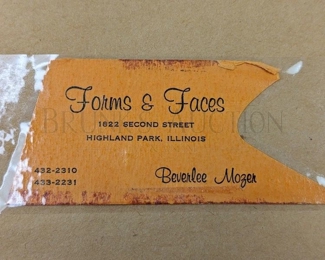 Forms & Faces
1622 SECOND STREET
HIGHLAND PARK, ILLINOIS
432-2310
433-2231
Beverlee Mozer